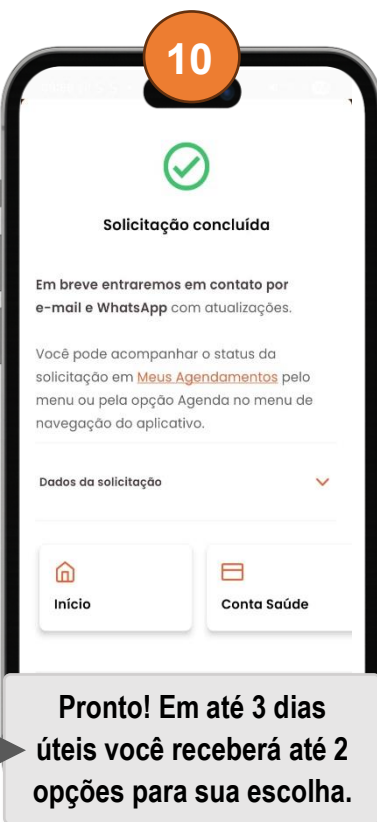 10
Solicitação concluída
Em breve entraremos em contato por
e-mail e WhatsApp com atualizações.
Você pode acompanhar o status da
solicitação em Meus Agendamentos pelo
menu ou pela opção Agenda no menu de
navegação do aplicativo.
Dados da solicitação
Início
Conta Saúde
Pronto! Em até 3 dias
úteis você receberá até 2
opções para sua escolha.